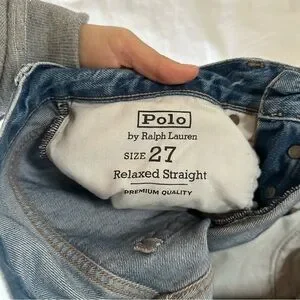 Polo
by Ralph Lauren
SIZE 27
Relaxed Straight
PREMIUM QUALITY